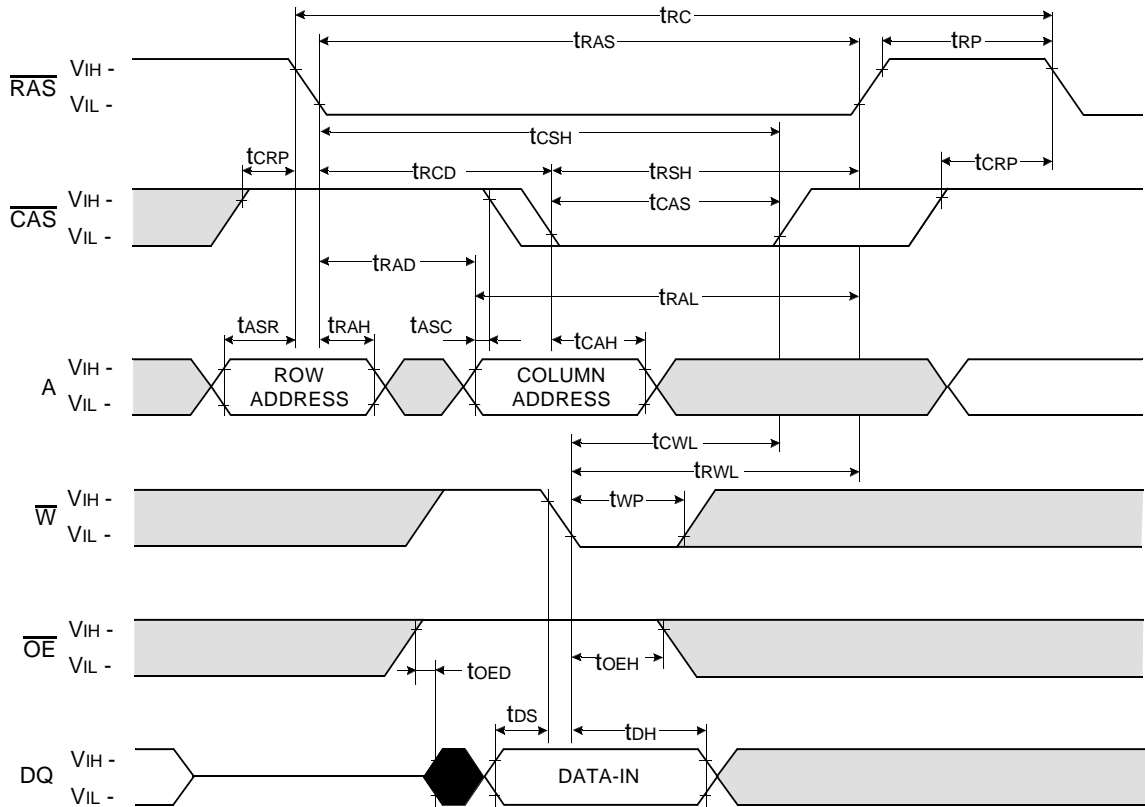 tRC
tRAS tRP
RAS VIH -
VIL -
tCSH
tCRP tRCD tRSH tCRP
CAS VIH -
VIL -
tCAS
tRAD
tRAL
tASR tRAH tASC tCAH
A VIH -
VIL -
ROW ADDRESS
COLUMN ADDRESS
tCWL
tRWL
W VIH -
VIL -
tWP
OE VIH -
VIL -
tOED tOEH
tDS tDH
DQ VIH -
VIL -
DATA-IN